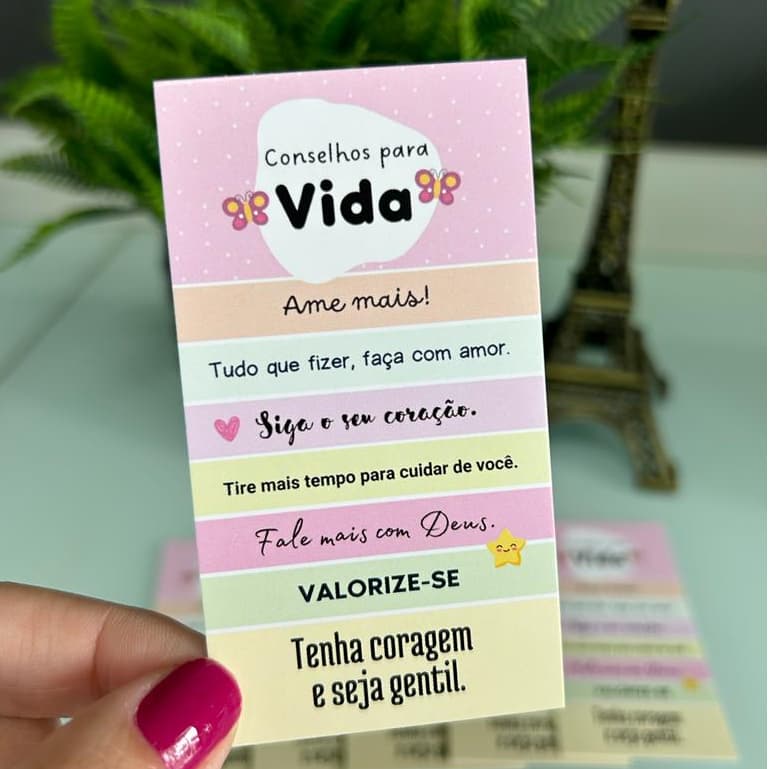 Conselhos para
Vida
Ame mais!
Tudo que fizer, faça com amor.
Siga o seu coração.
Tire mais tempo para cuidar de você.
Fale mais com Deus.
VALORIZE-SE
Tenha coragem
e seja gentil.